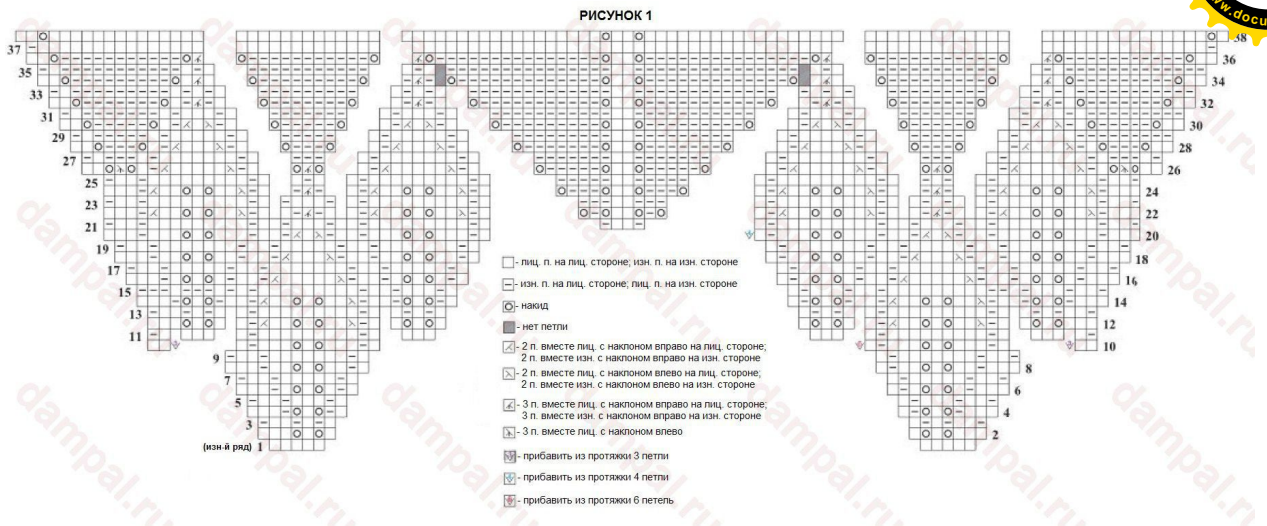 РИСУНОК 1
www.docu
37
35
33
31
29
27
25
23
21
19
17
15
13
11
9
7
5
3
(изн-й ряд) 1
38
36
34
32
30
28
26
24
22
20
18
16
14
12
10
8
6
4
2
- лиц. п. на лиц. стороне; изн. п. на изн. стороне
- изн. п. на лиц. стороне; лиц. п. на изн. стороне
- накид
- нет петли
- 2 п. вместе лиц. с наклоном вправо на лиц. стороне;
2 п. вместе изн. с наклоном вправо на изн. стороне
- 2 п. вместе лиц. с наклоном влево на лиц. стороне;
2 п. вместе изн. с наклоном влево на изн. стороне
- 3 п. вместе лиц. с наклоном вправо на лиц. стороне;
3 п. вместе изн. с наклоном вправо на изн. стороне
- 3 п. вместе лиц. с наклоном влево
- прибавить из протяжки 3 петли
- прибавить из протяжки 4 петли
- прибавить из протяжки 6 петель
dampal.ru